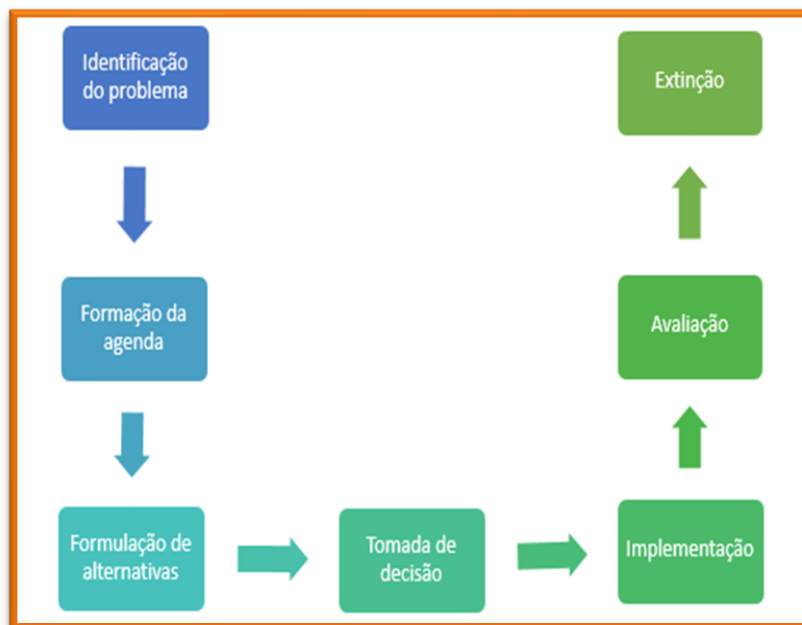 Identificação
do problema
Formação da
agenda
Formulação de
alternativas
Tomada de
decisão
Implementação
Avaliação
Extinção